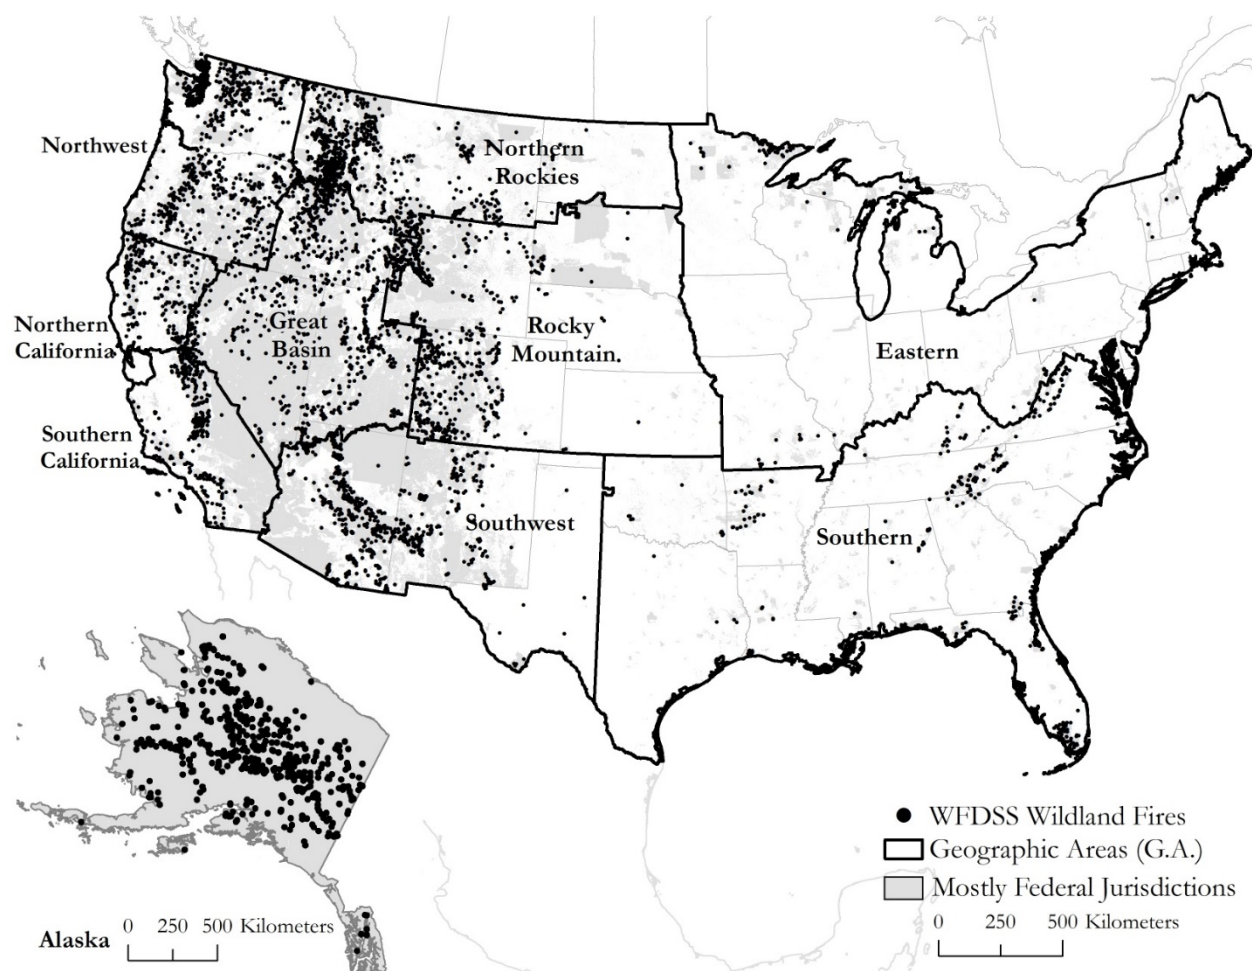 Northwest
Northern
Rockies
Northern
California
Great
Basin
Rocky
Mountain
Eastern
Southern
California
Southwest
Southern
WFDSS Wildland Fires
Geographic Areas (G.A.)
Mostly Federal Jurisdictions
0 250 500 Kilometers
Alaska
0 250 500 Kilometers